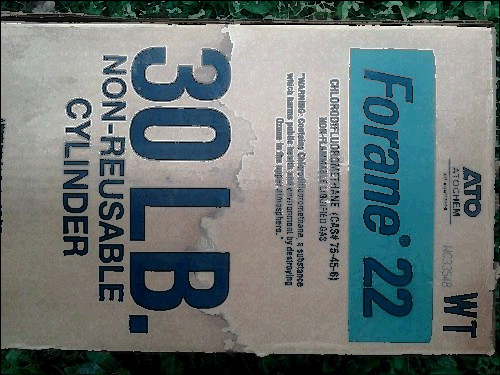 ATO
ATOCHEM
WT
Forane® 22
CHLORODIFLUOROMETHANE (CAS# 75-45-6)
NON-FLAMMABLE LIQUEFIED GAS
"WARNING: Contains Chlorodifluoromethane, a substance
which harms public health and environment by destroying
Ozone in the upper atmosphere."
30 LB.
NON-REUSABLE
CYLINDER